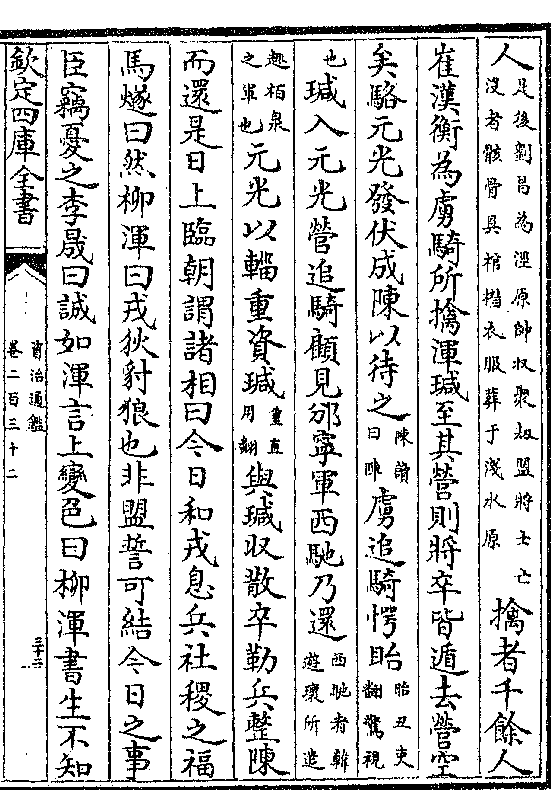 人是後劉昌為涇原帥收聚刼盟將士亡沒者骸骨具棺槥衣服葬于淺水原擒者千餘人
崔漢衡為虜騎所擒渾瑊至其營則將卒皆遁去營空
矣駱元光發伏成陳以待之陳讀曰陣虜追騎愕眙眙丑吏翻驚視
也瑊入元光營追騎顧見邠寧軍西馳乃還西馳者韓遊瓌所遣
趣柏泉之軍也元光以輜重資瑊重直用翻與瑊收散卒勒兵整陳
而還是日上臨朝謂諸相曰今日和戎息兵社稷之福
馬燧曰然柳渾曰戎狄豺狼也非盟誓可結今日之事
臣竊憂之李晟曰誠如渾言上變色曰柳渾書生不知
欽定四庫全書
資治通鑑
卷二百三十二
三十二